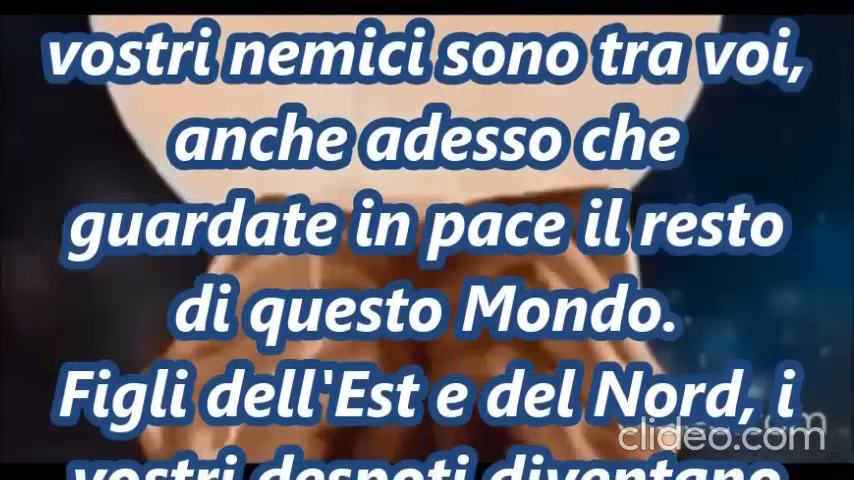 vostri nemici sono tra voi,
anche adesso che
guardate in pace il resto
di questo Mondo.
Figli dell'Est e del Nord, i
clideo.com
vostri despoti diventano